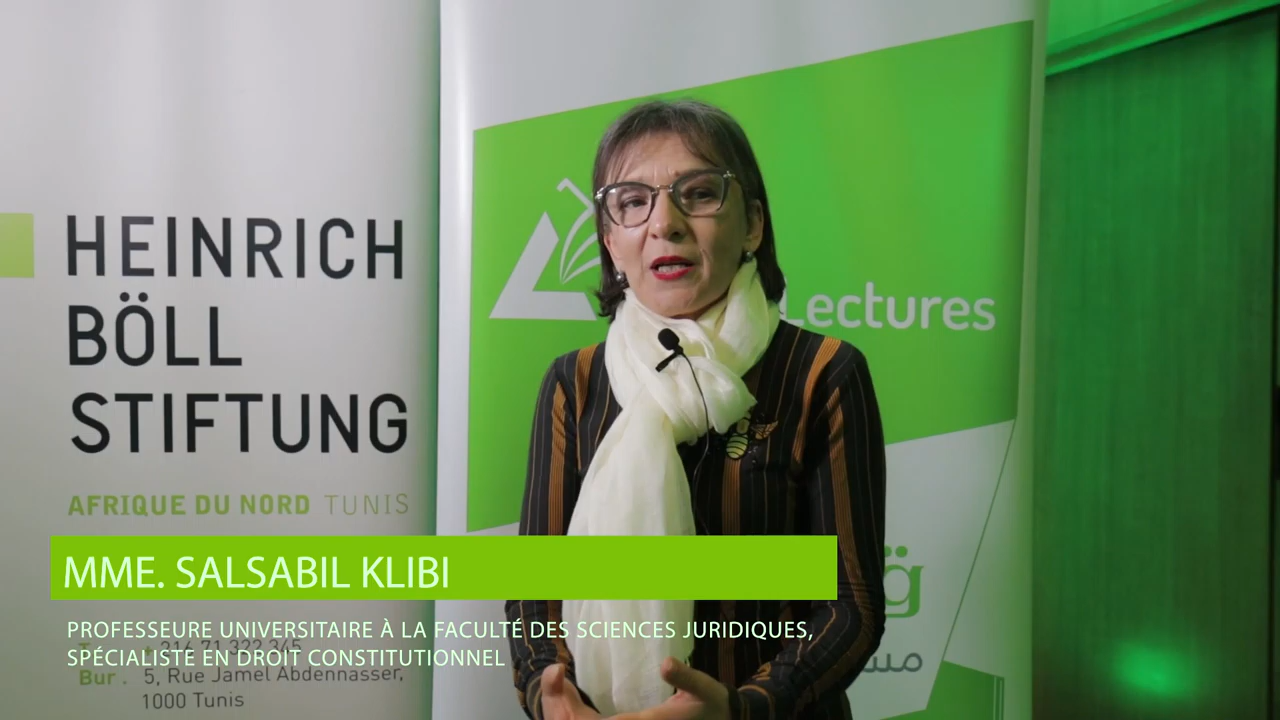 HEINRICH
BÖLL
STIFTUNG
AFRIQUE DU NORD TUNIS
Lectures
MME. SALSABIL KLIBI
PROFESSEURE UNIVERSITAIRE À LA FACULTÉ DES SCIENCES JURIDIQUES,
SPÉCIALISTE EN DROIT CONSTITUTIONNEL
Bur . 5, Rue Jamel Abdennasser,
1000 Tunis